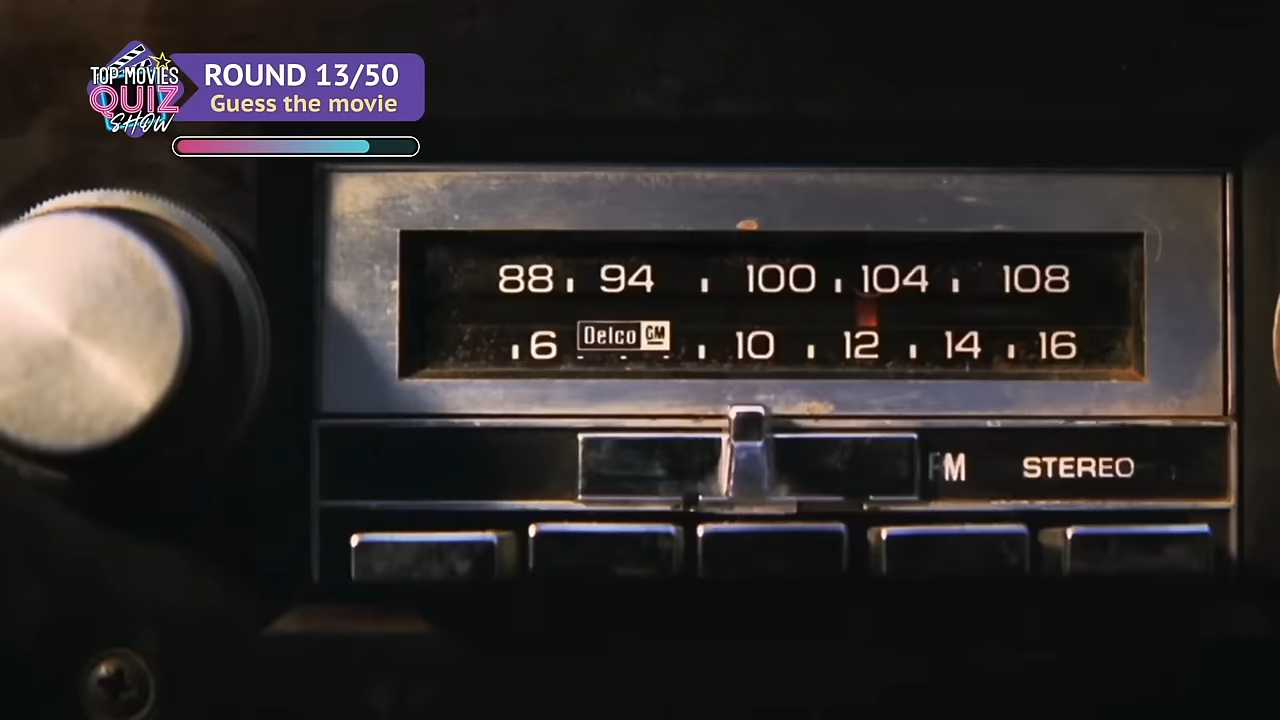 TOP MOVIES
QUIZ
SHOW
ROUND 13/50
Guess the movie
88 94 100 104 108
6 Delco GM 10 12 14 16
FM STEREO